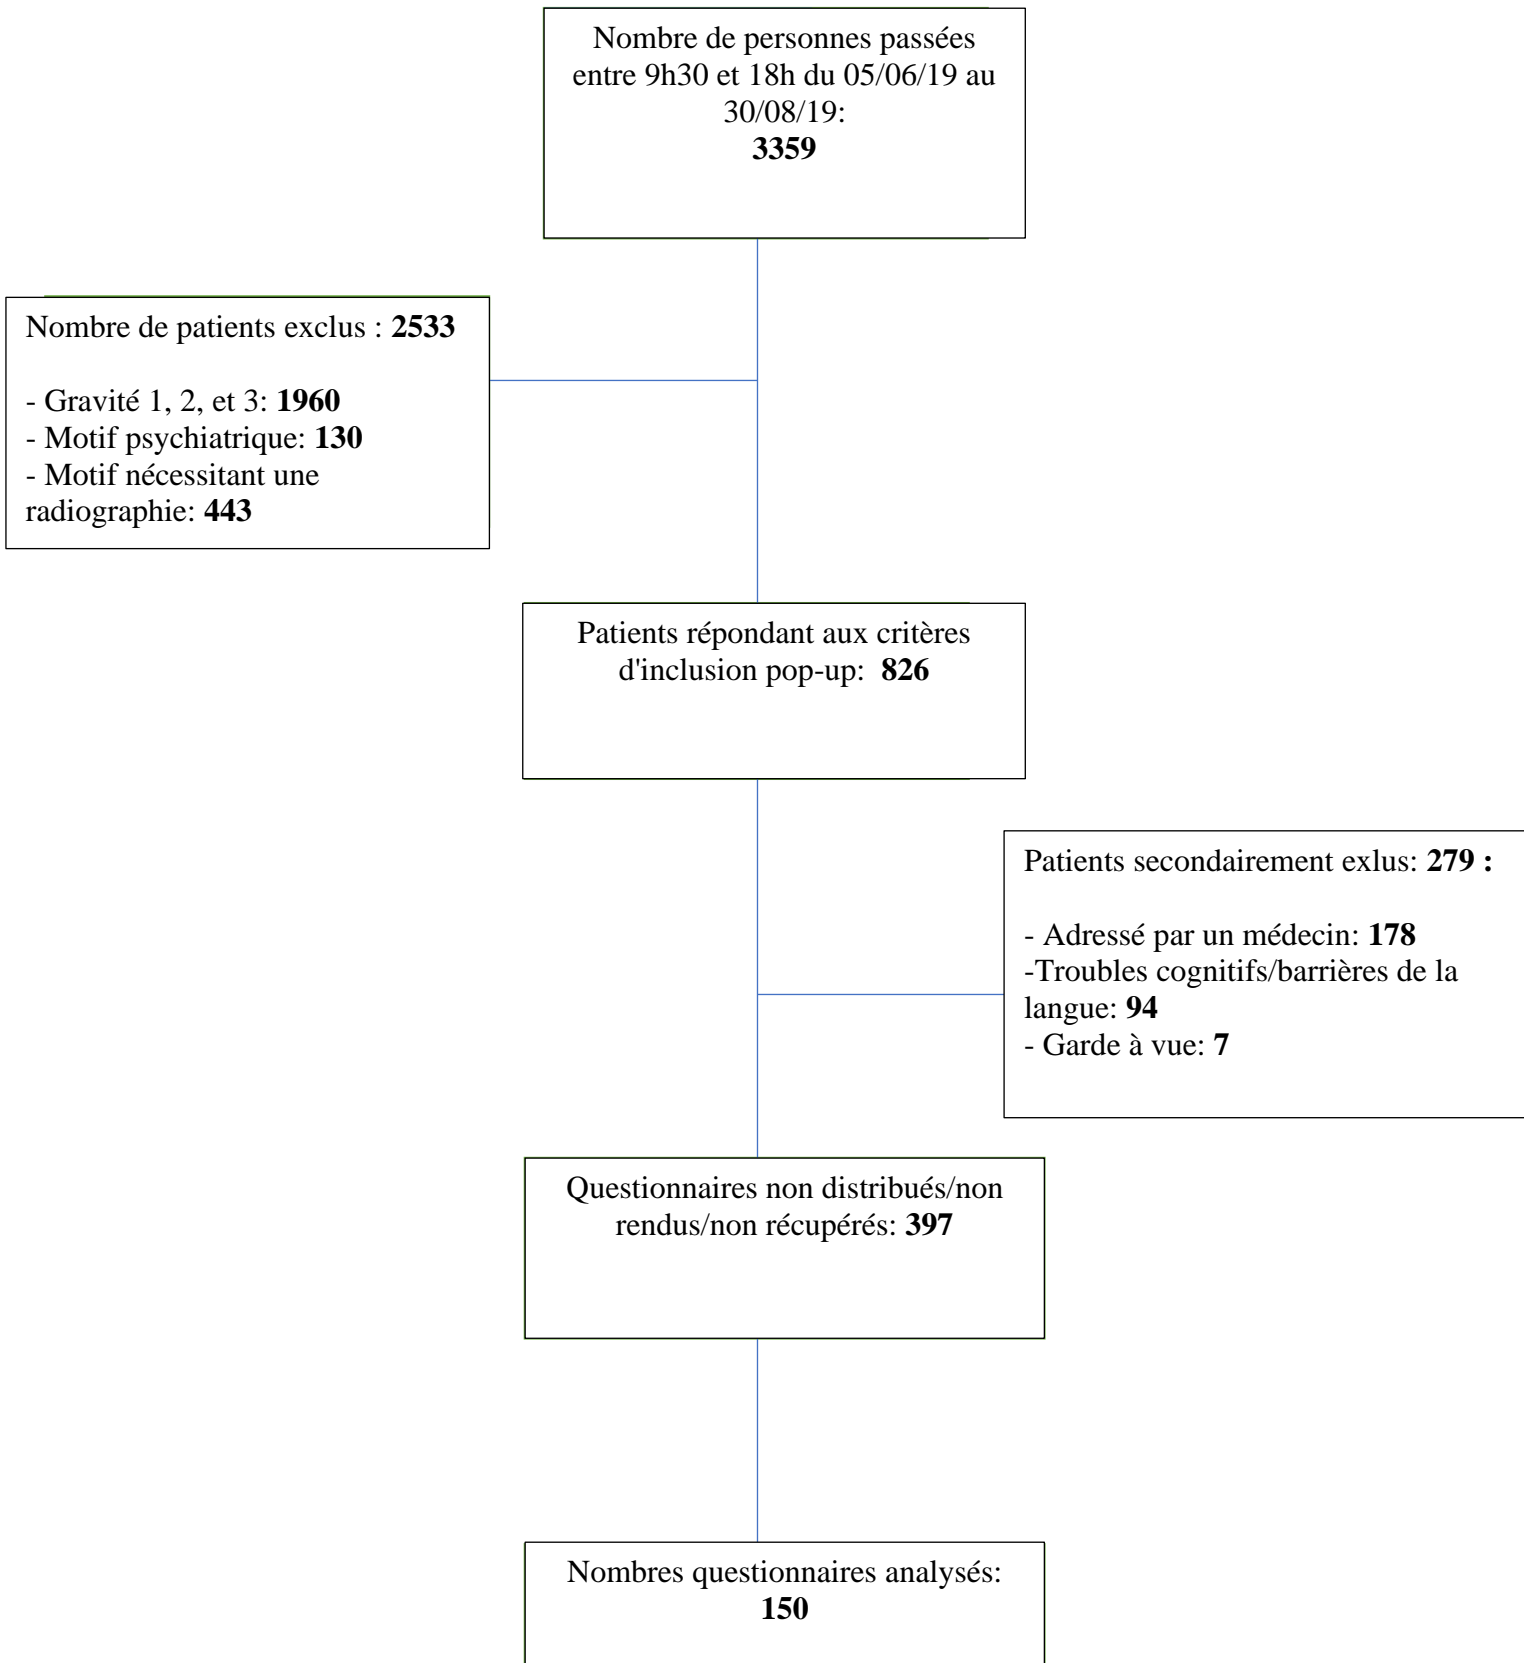 Nombre de personnes passées
entre 9h30 et 18h du 05/06/19 au
30/08/19:
3359
Nombre de patients exclus : 2533
- Gravité 1, 2, et 3: 1960
- Motif psychiatrique: 130
- Motif nécessitant une
radiographie: 443
Patients répondant aux critères
d'inclusion pop-up: 826
Patients secondairement exlus: 279 :
- Adressé par un médecin: 178
-Troubles cognitifs/barrières de la
langue: 94
- Garde à vue: 7
Questionnaires non distribués/non
rendus/non récupérés: 397
Nombres questionnaires analysés:
150